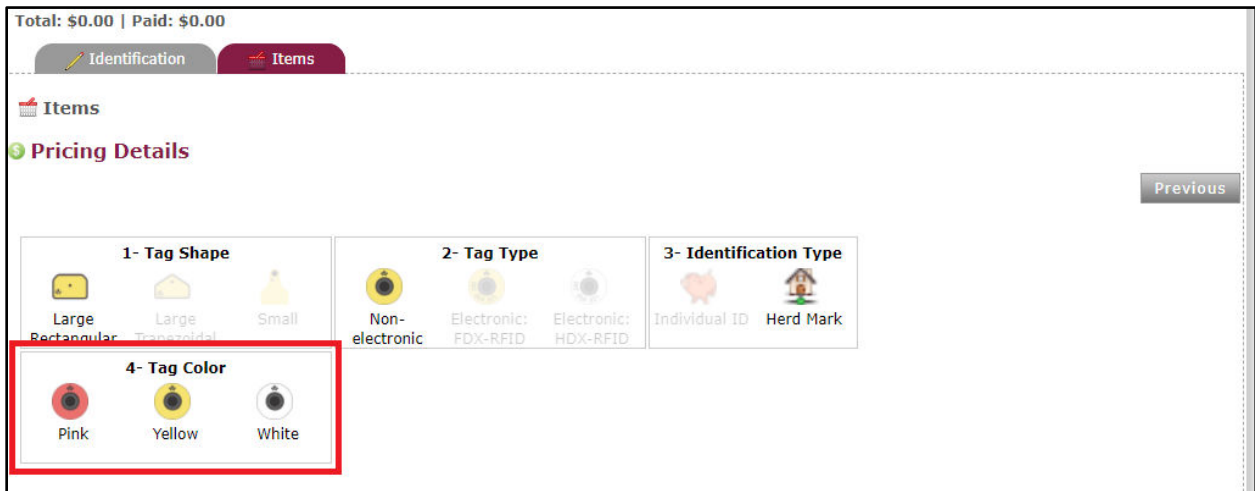 Total: $0.00 | Paid: $0.00
Identification
Items
Items
Pricing Details
Previous
1- Tag Shape
Large
Rectangular
Large
Trapezoidal
Small
2- Tag Type
Non-
electronic
Electronic:
FDX-RFID
Electronic:
HDX-RFID
3- Identification Type
Individual ID
Herd Mark
4- Tag Color
Pink
Yellow
White